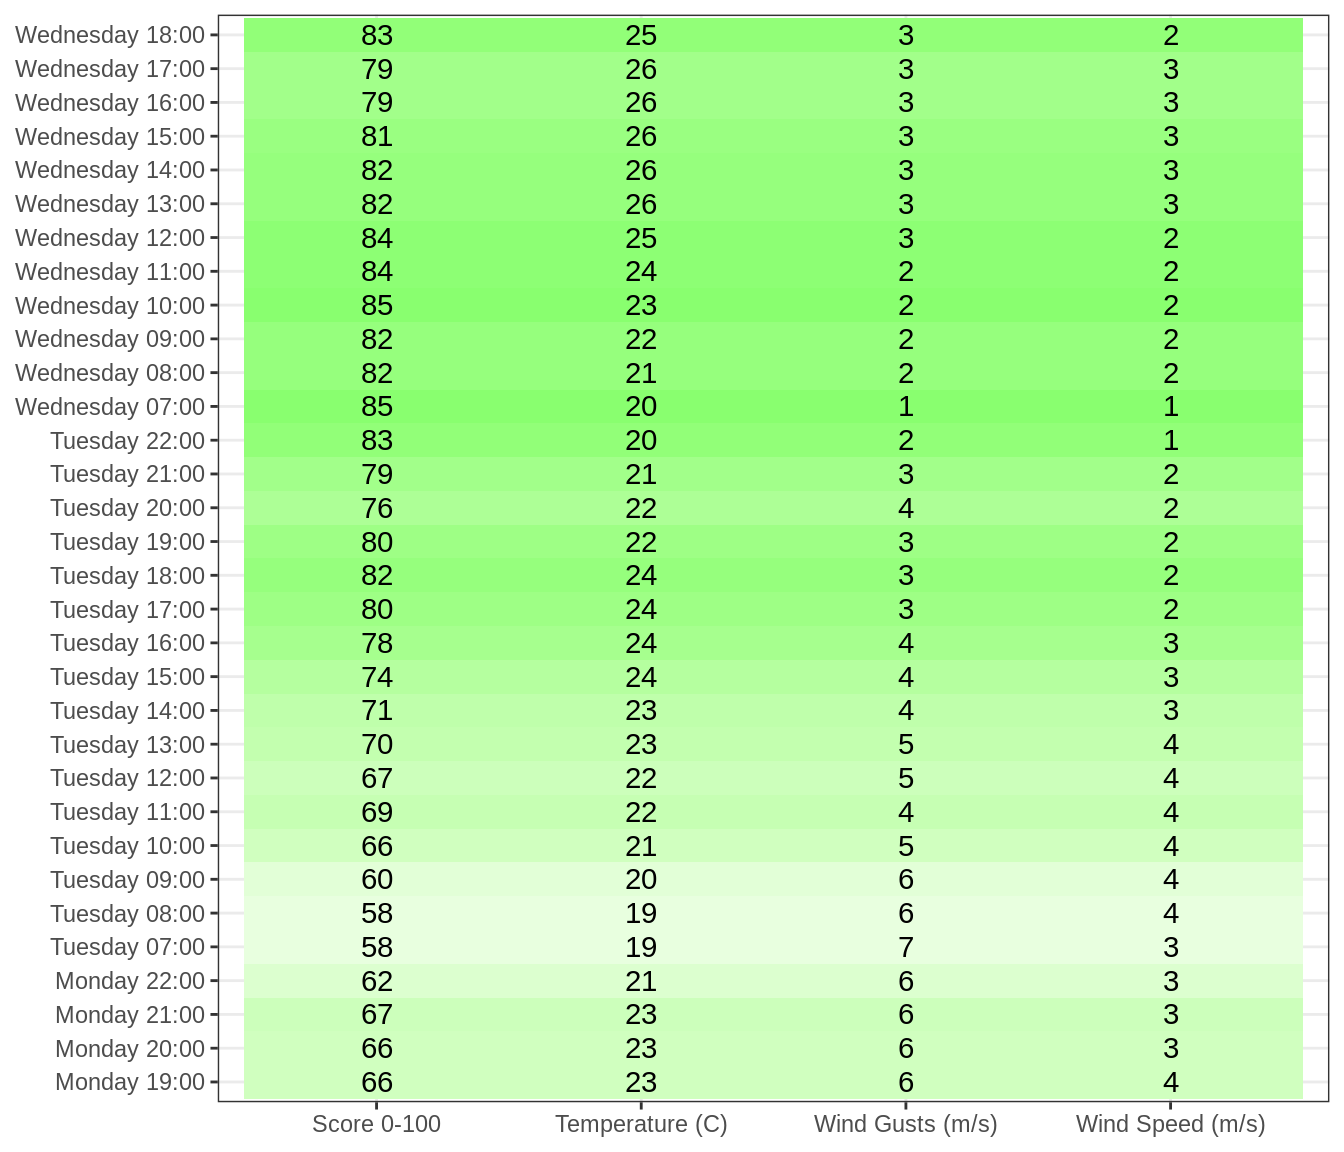 Wednesday 18:00 83 25 3 2
Wednesday 17:00 79 26 3 3
Wednesday 16:00 79 26 3 3
Wednesday 15:00 81 26 3 3
Wednesday 14:00 82 26 3 3
Wednesday 13:00 82 26 3 3
Wednesday 12:00 84 25 3 2
Wednesday 11:00 84 24 2 2
Wednesday 10:00 85 23 2 2
Wednesday 09:00 82 22 2 2
Wednesday 08:00 82 21 2 2
Wednesday 07:00 85 20 1 1
Tuesday 22:00 83 20 2 1
Tuesday 21:00 79 21 3 2
Tuesday 20:00 76 22 4 2
Tuesday 19:00 80 22 3 2
Tuesday 18:00 82 24 3 2
Tuesday 17:00 80 24 3 2
Tuesday 16:00 78 24 4 3
Tuesday 15:00 74 24 4 3
Tuesday 14:00 71 23 4 3
Tuesday 13:00 70 23 5 4
Tuesday 12:00 67 22 5 4
Tuesday 11:00 69 22 4 4
Tuesday 10:00 66 21 5 4
Tuesday 09:00 60 20 6 4
Tuesday 08:00 58 19 6 4
Tuesday 07:00 58 19 7 3
Monday 22:00 62 21 6 3
Monday 21:00 67 23 6 3
Monday 20:00 66 23 6 3
Monday 19:00 66 23 6 4
Score 0-100 Temperature (C) Wind Gusts (m/s) Wind Speed (m/s)